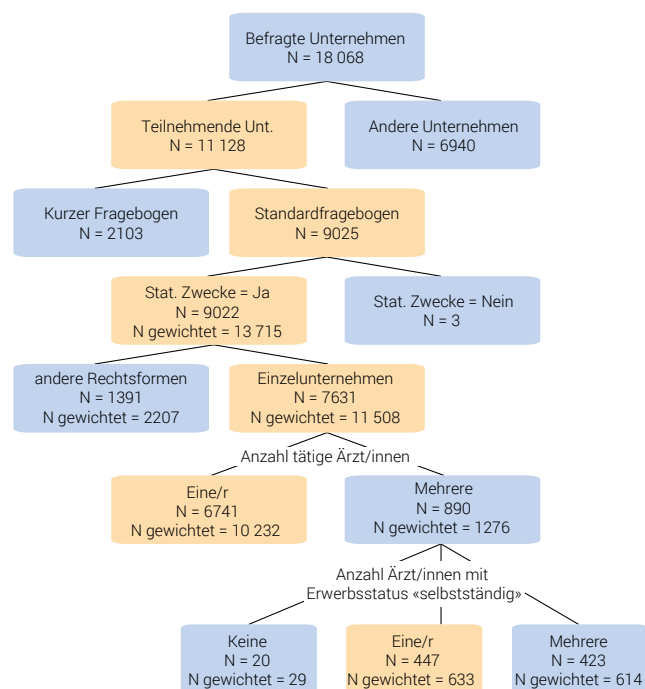 Befragte Unternehmen
N = 18 068
Teilnehmende Unt.
N = 11 128
Andere Unternehmen
N = 6940
Kurzer Fragebogen
N = 2103
Standardfragebogen
N = 9025
Stat. Zwecke = Ja
N = 9022
N gewichtet = 13 715
Stat. Zwecke = Nein
N = 3
andere Rechtsformen
N = 1391
N gewichtet = 2207
Einzelunternehmen
N = 7631
N gewichtet = 11 508
Anzahl tätige Ärzt/innen
Eine/r
N = 6741
N gewichtet = 10 232
Mehrere
N = 890
N gewichtet = 1276
Anzahl Ärzt/innen mit
Erwerbsstatus «selbstständig»
Keine
N = 20
N gewichtet = 29
Eine/r
N = 447
N gewichtet = 633
Mehrere
N = 423
N gewichtet = 614